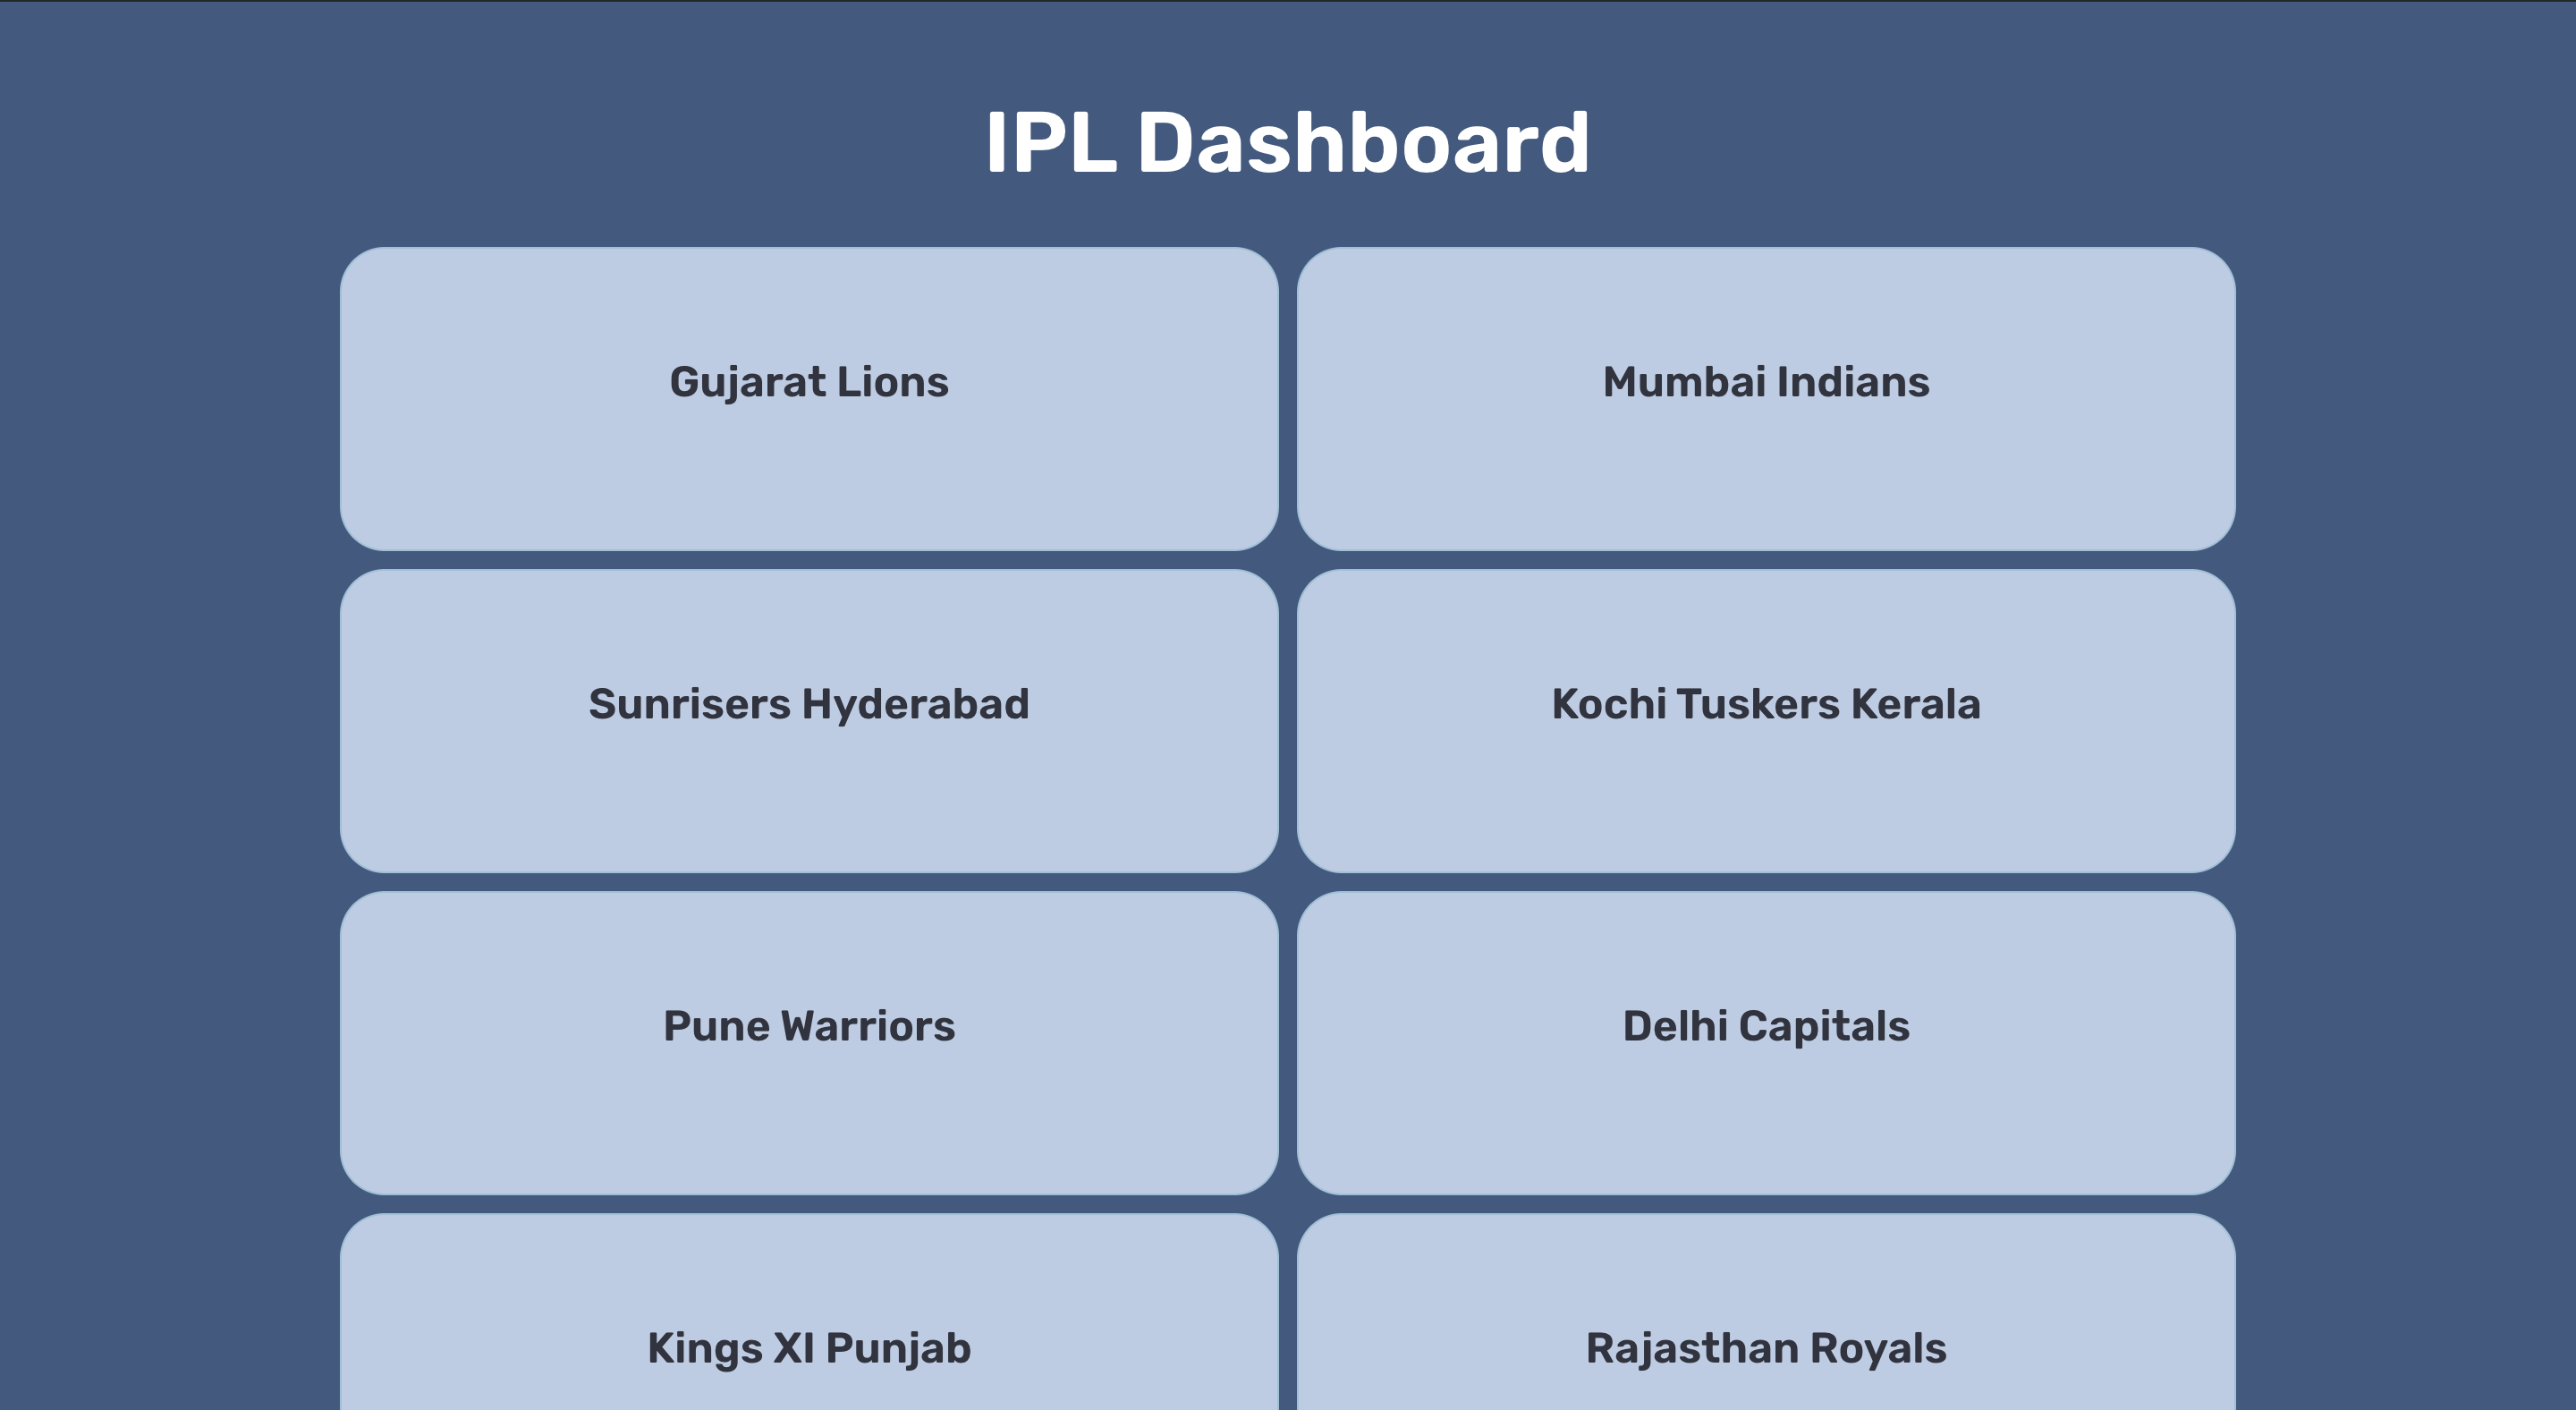 IPL Dashboard
Gujarat Lions
Mumbai Indians
Sunrisers Hyderabad
Kochi Tuskers Kerala
Pune Warriors
Delhi Capitals
Kings XI Punjab
Rajasthan Royals